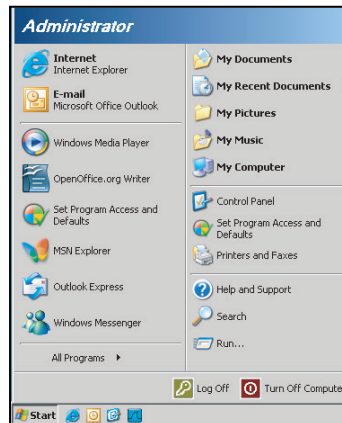 Administrator
Internet
Internet Explorer
E-mail
Microsoft Office Outlook
Windows Media Player
OpenOffice.org Writer
Set Program Access and
Defaults
MSN Explorer
Outlook Express
Windows Messenger
All Programs
My Documents
My Recent Documents
My Pictures
My Music
My Computer
Control Panel
Set Program Access and
Defaults
Printers and Faxes
Help and Support
Search
Run...
Log Off
Turn Off Compute
Start